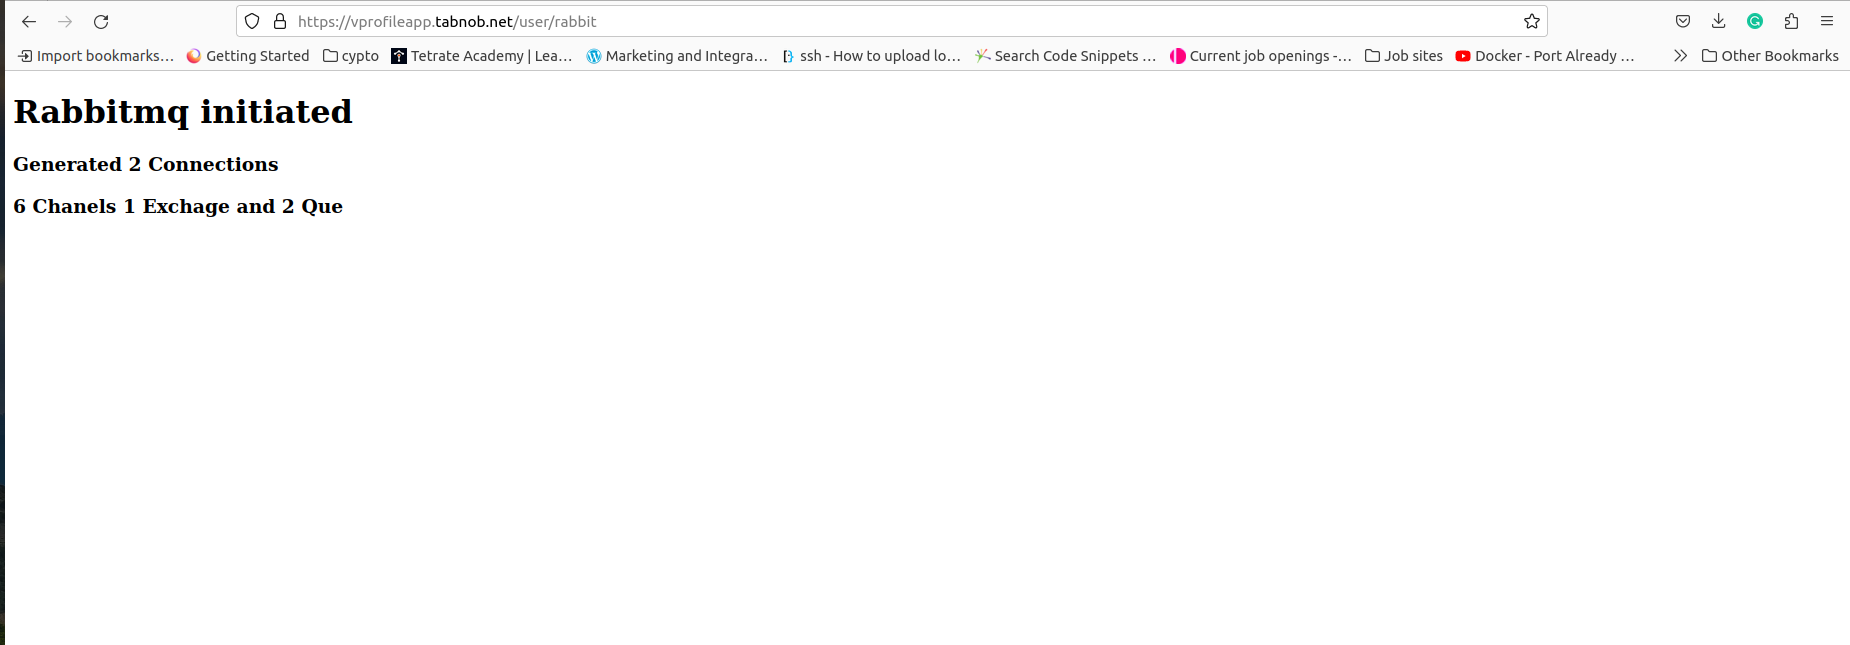 https://vprofileapp.tabnob.net/user/rabbit
Import bookmarks... Getting Started cypto Tetrate Academy | Lea... Marketing and Integra... ssh - How to upload lo... Search Code Snippets ... Current job openings -... Job sites Docker - Port Already ... Other Bookmarks
Rabbitmq initiated
Generated 2 Connections
6 Chanels 1 Exchage and 2 Que